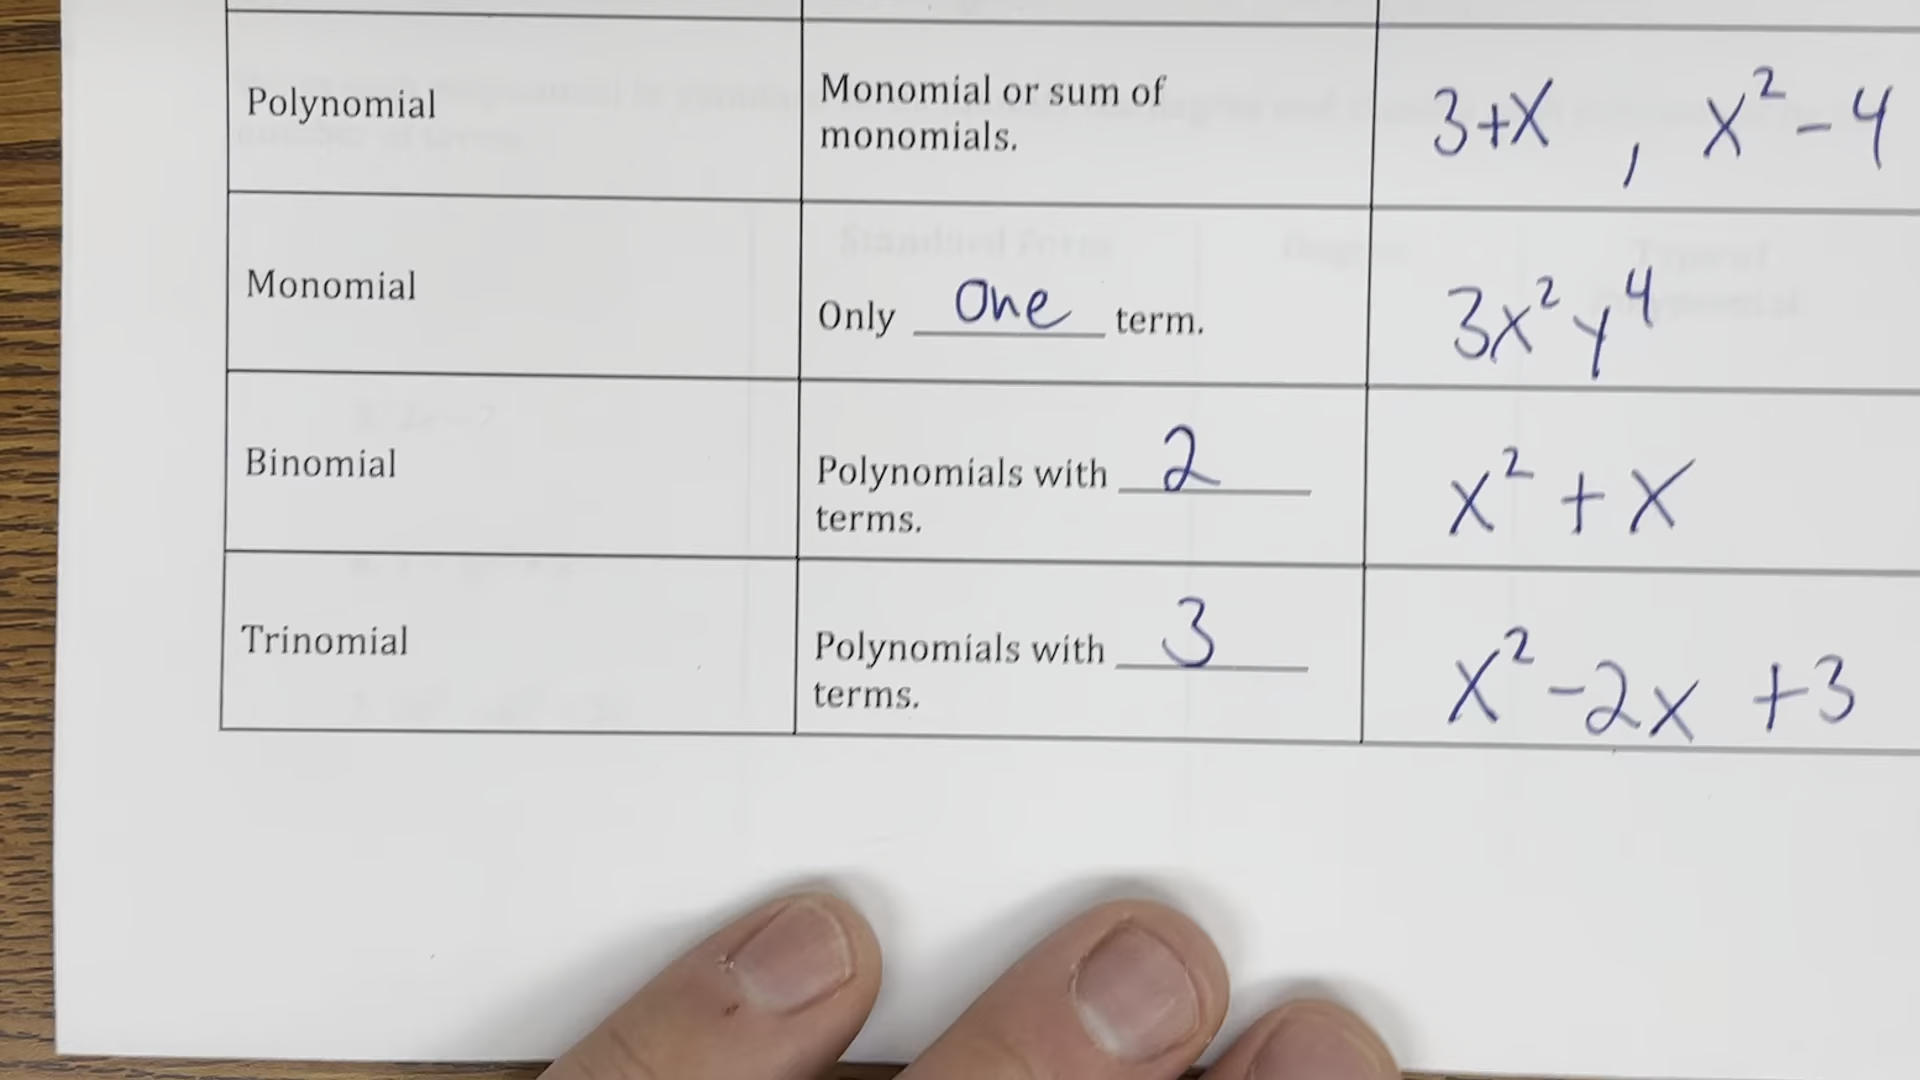 Polynomial
Monomial or sum of
monomials.
3+x , x² - 4
Monomial
Only one term.
3x²y⁴
Binomial
Polynomials with 2
terms.
x² + x
Trinomial
Polynomials with 3
terms.
x² - 2x + 3